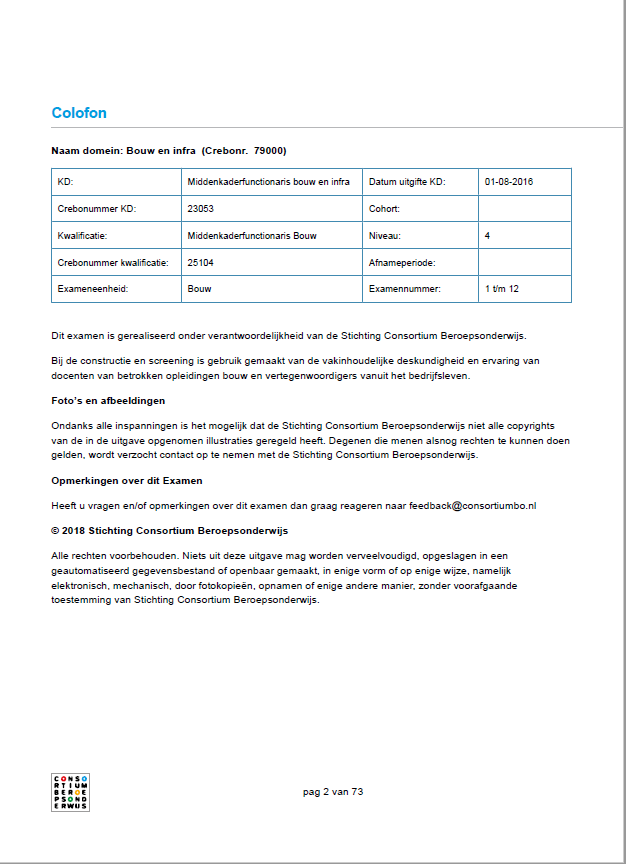 Colofon
Naam domein: Bouw en infra (Crebonr. 79000)
KD: Middenkaderfunctionaris bouw en infra Datum uitgifte KD: 01-08-2016
Crebonummer KD: 23053 Cohort:
Kwalificatie: Middenkaderfunctionaris Bouw Niveau: 4
Crebonummer kwalificatie: 25104 Afnameperiode:
Exameneenheid: Bouw Examennummer: 1 t/m 12
Dit examen is gerealiseerd onder verantwoordelijkheid van de Stichting Consortium Beroepsonderwijs.
Bij de constructie en screening is gebruik gemaakt van de vakinhoudelijke deskundigheid en ervaring van
docenten van betrokken opleidingen bouw en vertegenwoordigers vanuit het bedrijfsleven.
Foto's en afbeeldingen
Ondanks alle inspanningen is het mogelijk dat de Stichting Consortium Beroepsonderwijs niet alle copyrights
van de in de uitgave opgenomen illustraties geregeld heeft. Degenen die menen alsnog rechten te kunnen doen
gelden, wordt verzocht contact op te nemen met de Stichting Consortium Beroepsonderwijs.
Opmerkingen over dit Examen
Heeft u vragen en/of opmerkingen over dit examen dan graag reageren naar feedback@consortiumbo.nl
© 2018 Stichting Consortium Beroepsonderwijs
Alle rechten voorbehouden. Niets uit deze uitgave mag worden verveelvoudigd, opgeslagen in een
geautomatiseerd gegevensbestand of openbaar gemaakt, in enige vorm of op enige wijze, namelijk
elektronisch, mechanisch, door fotokopieën, opnamen of enige andere manier, zonder voorafgaande
toestemming van Stichting Consortium Beroepsonderwijs.
CONSO
RTIUM
BEROE
PSOND
ERWIJS
pag 2 van 73